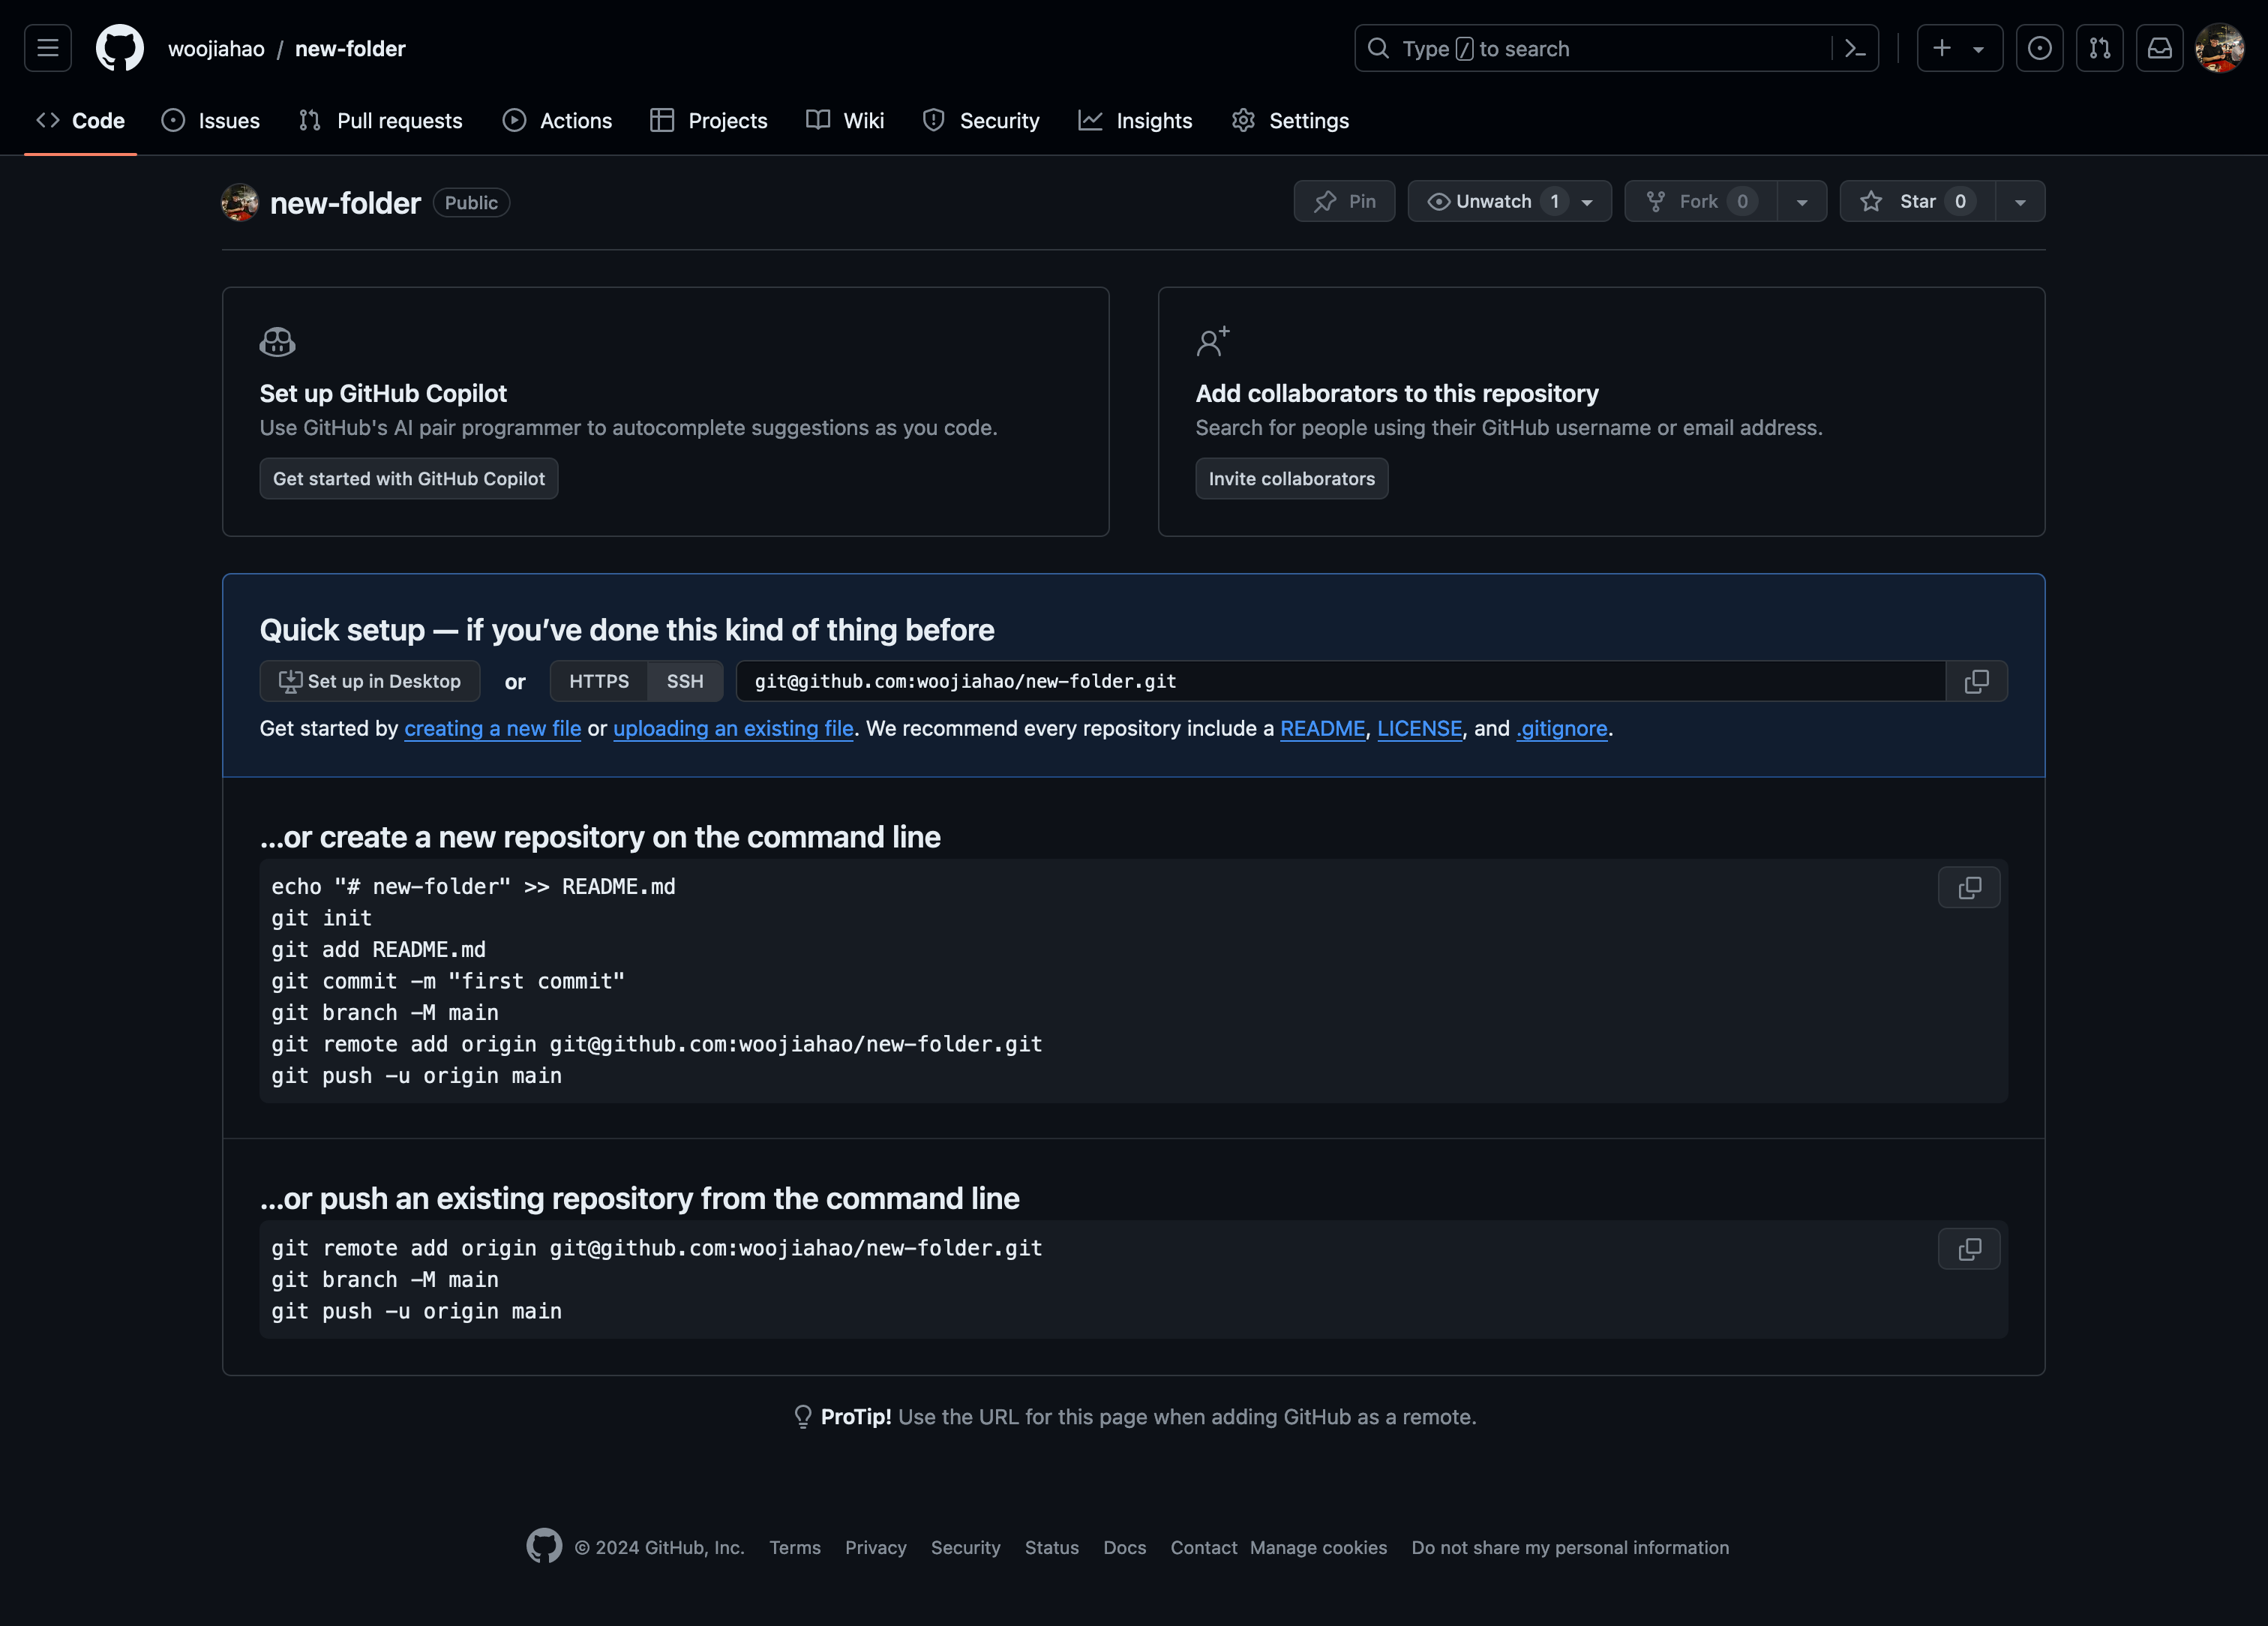 woojiahao / new-folder
Type / to search
Code Issues Pull requests Actions Projects Wiki Security Insights Settings
new-folder Public
Pin Unwatch 1 Fork 0 Star 0
Set up GitHub Copilot
Use GitHub's AI pair programmer to autocomplete suggestions as you code.
Get started with GitHub Copilot
Add collaborators to this repository
Search for people using their GitHub username or email address.
Invite collaborators
Quick setup — if you’ve done this kind of thing before
Set up in Desktop or HTTPS SSH git@github.com:woojiahao/new-folder.git
Get started by creating a new file or uploading an existing file. We recommend every repository include a README, LICENSE, and .gitignore.
…or create a new repository on the command line
echo "# new-folder" >> README.md
git init
git add README.md
git commit -m "first commit"
git branch -M main
git remote add origin git@github.com:woojiahao/new-folder.git
git push -u origin main
…or push an existing repository from the command line
git remote add origin git@github.com:woojiahao/new-folder.git
git branch -M main
git push -u origin main
ProTip! Use the URL for this page when adding GitHub as a remote.
© 2024 GitHub, Inc. Terms Privacy Security Status Docs Contact Manage cookies Do not share my personal information